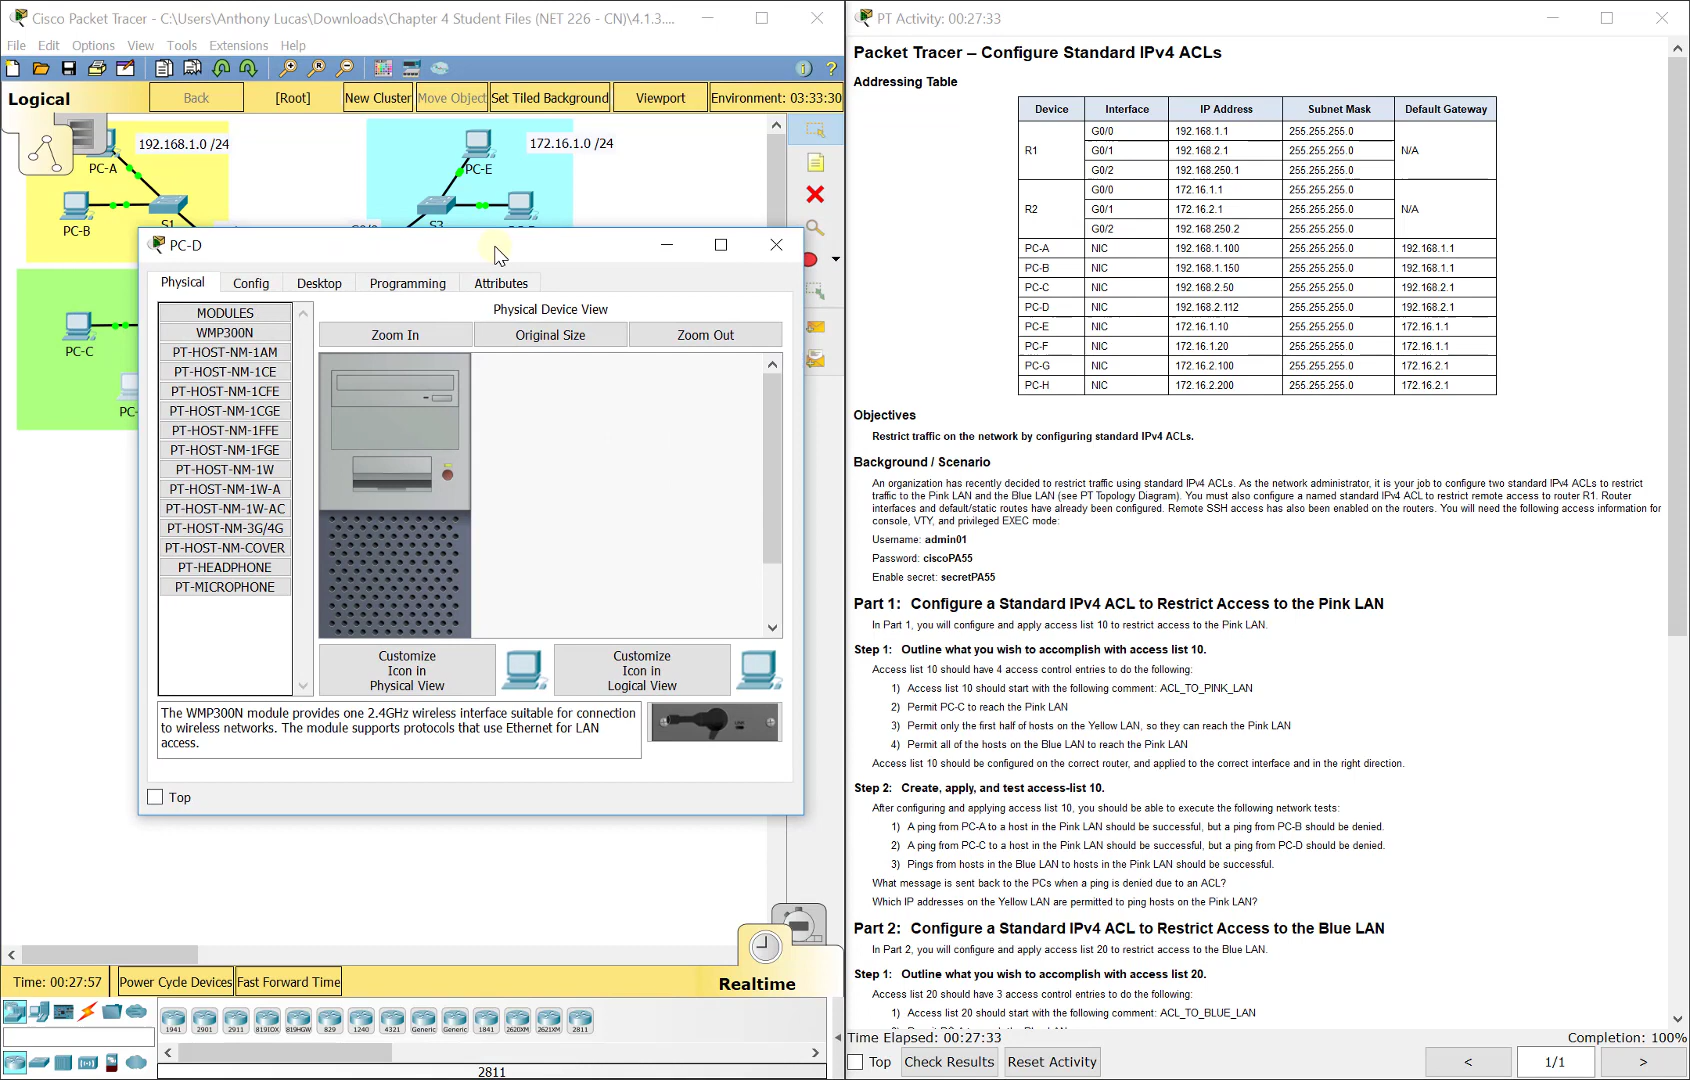 Cisco Packet Tracer - C:\Users\Anthony Lucas\Downloads\Chapter 4 Student Files (NET 226 - CN)\4.1.3....
File Edit Options View Tools Extensions Help
Logical
Back
[Root]
New Cluster
Move Object
Set Tiled Background
Viewport
Environment: 03:33:30
192.168.1.0 /24
172.16.1.0 /24
PC-A
PC-E
PC-B
S1
S3
PC-C
PC-
PC-D
Physical Config Desktop Programming Attributes
MODULES
WMP300N
PT-HOST-NM-1AM
PT-HOST-NM-1CE
PT-HOST-NM-1CFE
PT-HOST-NM-1CGE
PT-HOST-NM-1FFE
PT-HOST-NM-1FGE
PT-HOST-NM-1W
PT-HOST-NM-1W-A
PT-HOST-NM-1W-AC
PT-HOST-NM-3G/4G
PT-HOST-NM-COVER
PT-HEADPHONE
PT-MICROPHONE
Physical Device View
Zoom In
Original Size
Zoom Out
Customize
Icon in
Physical View
Customize
Icon in
Logical View
The WMP300N module provides one 2.4GHz wireless interface suitable for connection
to wireless networks. The module supports protocols that use Ethernet for LAN
access.
Top
Time: 00:27:57
Power Cycle Devices
Fast Forward Time
Realtime
1941 2901 2911 819IOX 819HGW 829 1240 4321 Generic Generic 1841 2620XM 2621XM 2811
2811
PT Activity: 00:27:33
Packet Tracer – Configure Standard IPv4 ACLs
Addressing Table
Device Interface IP Address Subnet Mask Default Gateway
R1 G0/0 192.168.1.1 255.255.255.0 N/A
G0/1 192.168.2.1 255.255.255.0
G0/2 192.168.250.1 255.255.255.0
R2 G0/0 172.16.1.1 255.255.255.0 N/A
G0/1 172.16.2.1 255.255.255.0
G0/2 192.168.250.2 255.255.255.0
PC-A NIC 192.168.1.100 255.255.255.0 192.168.1.1
PC-B NIC 192.168.1.150 255.255.255.0 192.168.1.1
PC-C NIC 192.168.2.50 255.255.255.0 192.168.2.1
PC-D NIC 192.168.2.112 255.255.255.0 192.168.2.1
PC-E NIC 172.16.1.10 255.255.255.0 172.16.1.1
PC-F NIC 172.16.1.20 255.255.255.0 172.16.1.1
PC-G NIC 172.16.2.100 255.255.255.0 172.16.2.1
PC-H NIC 172.16.2.200 255.255.255.0 172.16.2.1
Objectives
Restrict traffic on the network by configuring standard IPv4 ACLs.
Background / Scenario
An organization has recently decided to restrict traffic using standard IPv4 ACLs. As the network administrator, it is your job to configure two standard IPv4 ACLs to restrict
traffic to the Pink LAN and the Blue LAN (see PT Topology Diagram). You must also configure a named standard IPv4 ACL to restrict remote access to router R1. Router
interfaces and default/static routes have already been configured. Remote SSH access has also been enabled on the routers. You will need the following access information for
console, VTY, and privileged EXEC mode:
Username: admin01
Password: ciscoPA55
Enable secret: secretPA55
Part 1: Configure a Standard IPv4 ACL to Restrict Access to the Pink LAN
In Part 1, you will configure and apply access list 10 to restrict access to the Pink LAN.
Step 1: Outline what you wish to accomplish with access list 10.
Access list 10 should have 4 access control entries to do the following:
1) Access list 10 should start with the following comment: ACL_TO_PINK_LAN
2) Permit PC-C to reach the Pink LAN
3) Permit only the first half of hosts on the Yellow LAN, so they can reach the Pink LAN
4) Permit all of the hosts on the Blue LAN to reach the Pink LAN
Access list 10 should be configured on the correct router, and applied to the correct interface and in the right direction.
Step 2: Create, apply, and test access-list 10.
After configuring and applying access list 10, you should be able to execute the following network tests:
1) A ping from PC-A to a host in the Pink LAN should be successful, but a ping from PC-B should be denied.
2) A ping from PC-C to a host in the Pink LAN should be successful, but a ping from PC-D should be denied.
3) Pings from hosts in the Blue LAN to hosts in the Pink LAN should be successful.
What message is sent back to the PCs when a ping is denied due to an ACL?
Which IP addresses on the Yellow LAN are permitted to ping hosts on the Pink LAN?
Part 2: Configure a Standard IPv4 ACL to Restrict Access to the Blue LAN
In Part 2, you will configure and apply access list 20 to restrict access to the Blue LAN.
Step 1: Outline what you wish to accomplish with access list 20.
Access list 20 should have 3 access control entries to do the following:
1) Access list 20 should start with the following comment: ACL_TO_BLUE_LAN
Time Elapsed: 00:27:33
Completion: 100%
Top
Check Results
Reset Activity
<
1/1
>